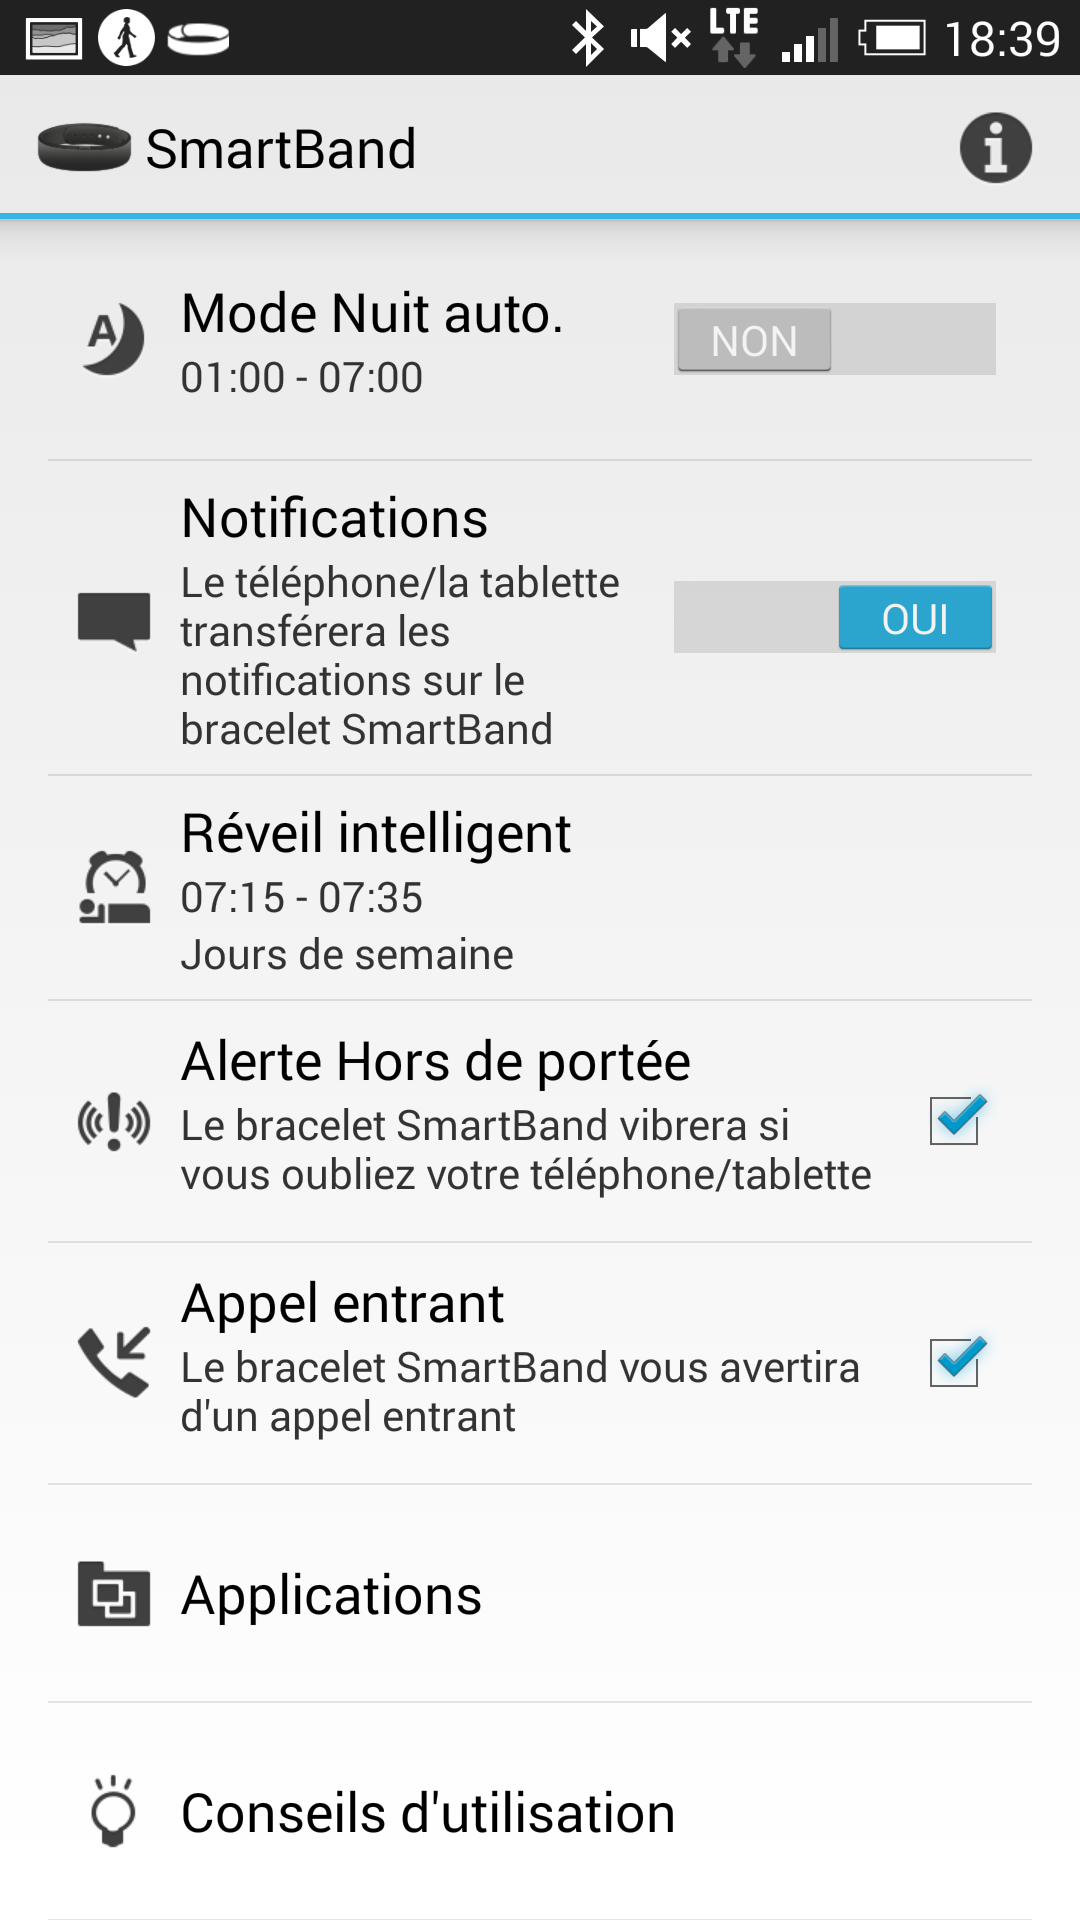 LTE 18:39
SmartBand
Mode Nuit auto.
01:00 - 07:00
NON
Notifications
Le téléphone/la tablette
transférera les
notifications sur le
bracelet SmartBand
OUI
Réveil intelligent
07:15 - 07:35
Jours de semaine
Alerte Hors de portée
Le bracelet SmartBand vibrera si
vous oubliez votre téléphone/tablette
Appel entrant
Le bracelet SmartBand vous avertira
d'un appel entrant
Applications
Conseils d'utilisation